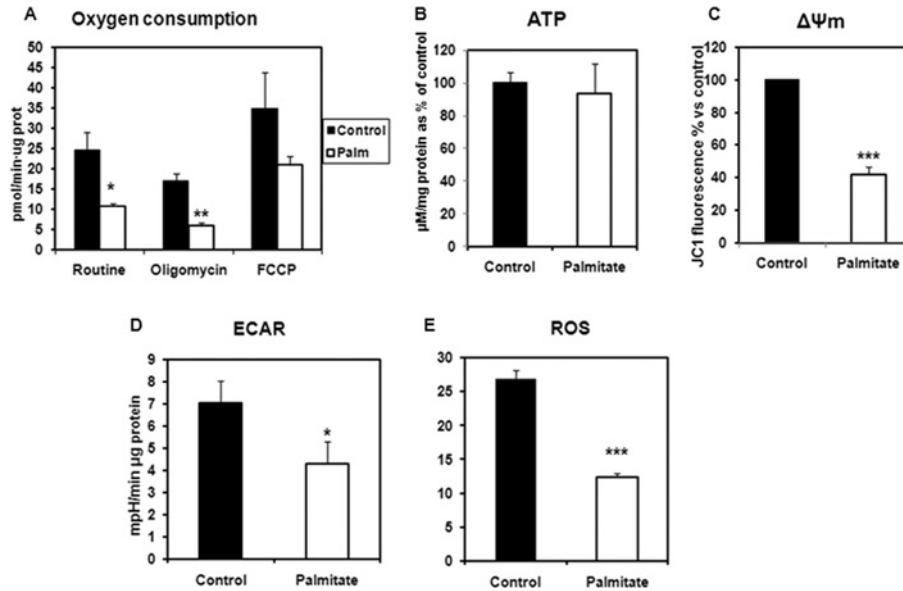 A
Oxygen consumption
pmol/min·ug prot
50
45
40
35
30
25
20
15
10
5
0
*
**
Routine
Oligomycin
FCCP
Control
Palm
B
ATP
µM/mg protein as % of control
120
100
80
60
40
20
0
Control
Palmitate
C
ΔΨm
JC1 fluorescence % vs control
120
100
80
60
40
20
0
***
Control
Palmitate
D
ECAR
mpH/min µg protein
9
8
7
6
5
4
3
2
1
0
*
Control
Palmitate
E
ROS
30
25
20
15
10
5
0
***
Control
Palmitate